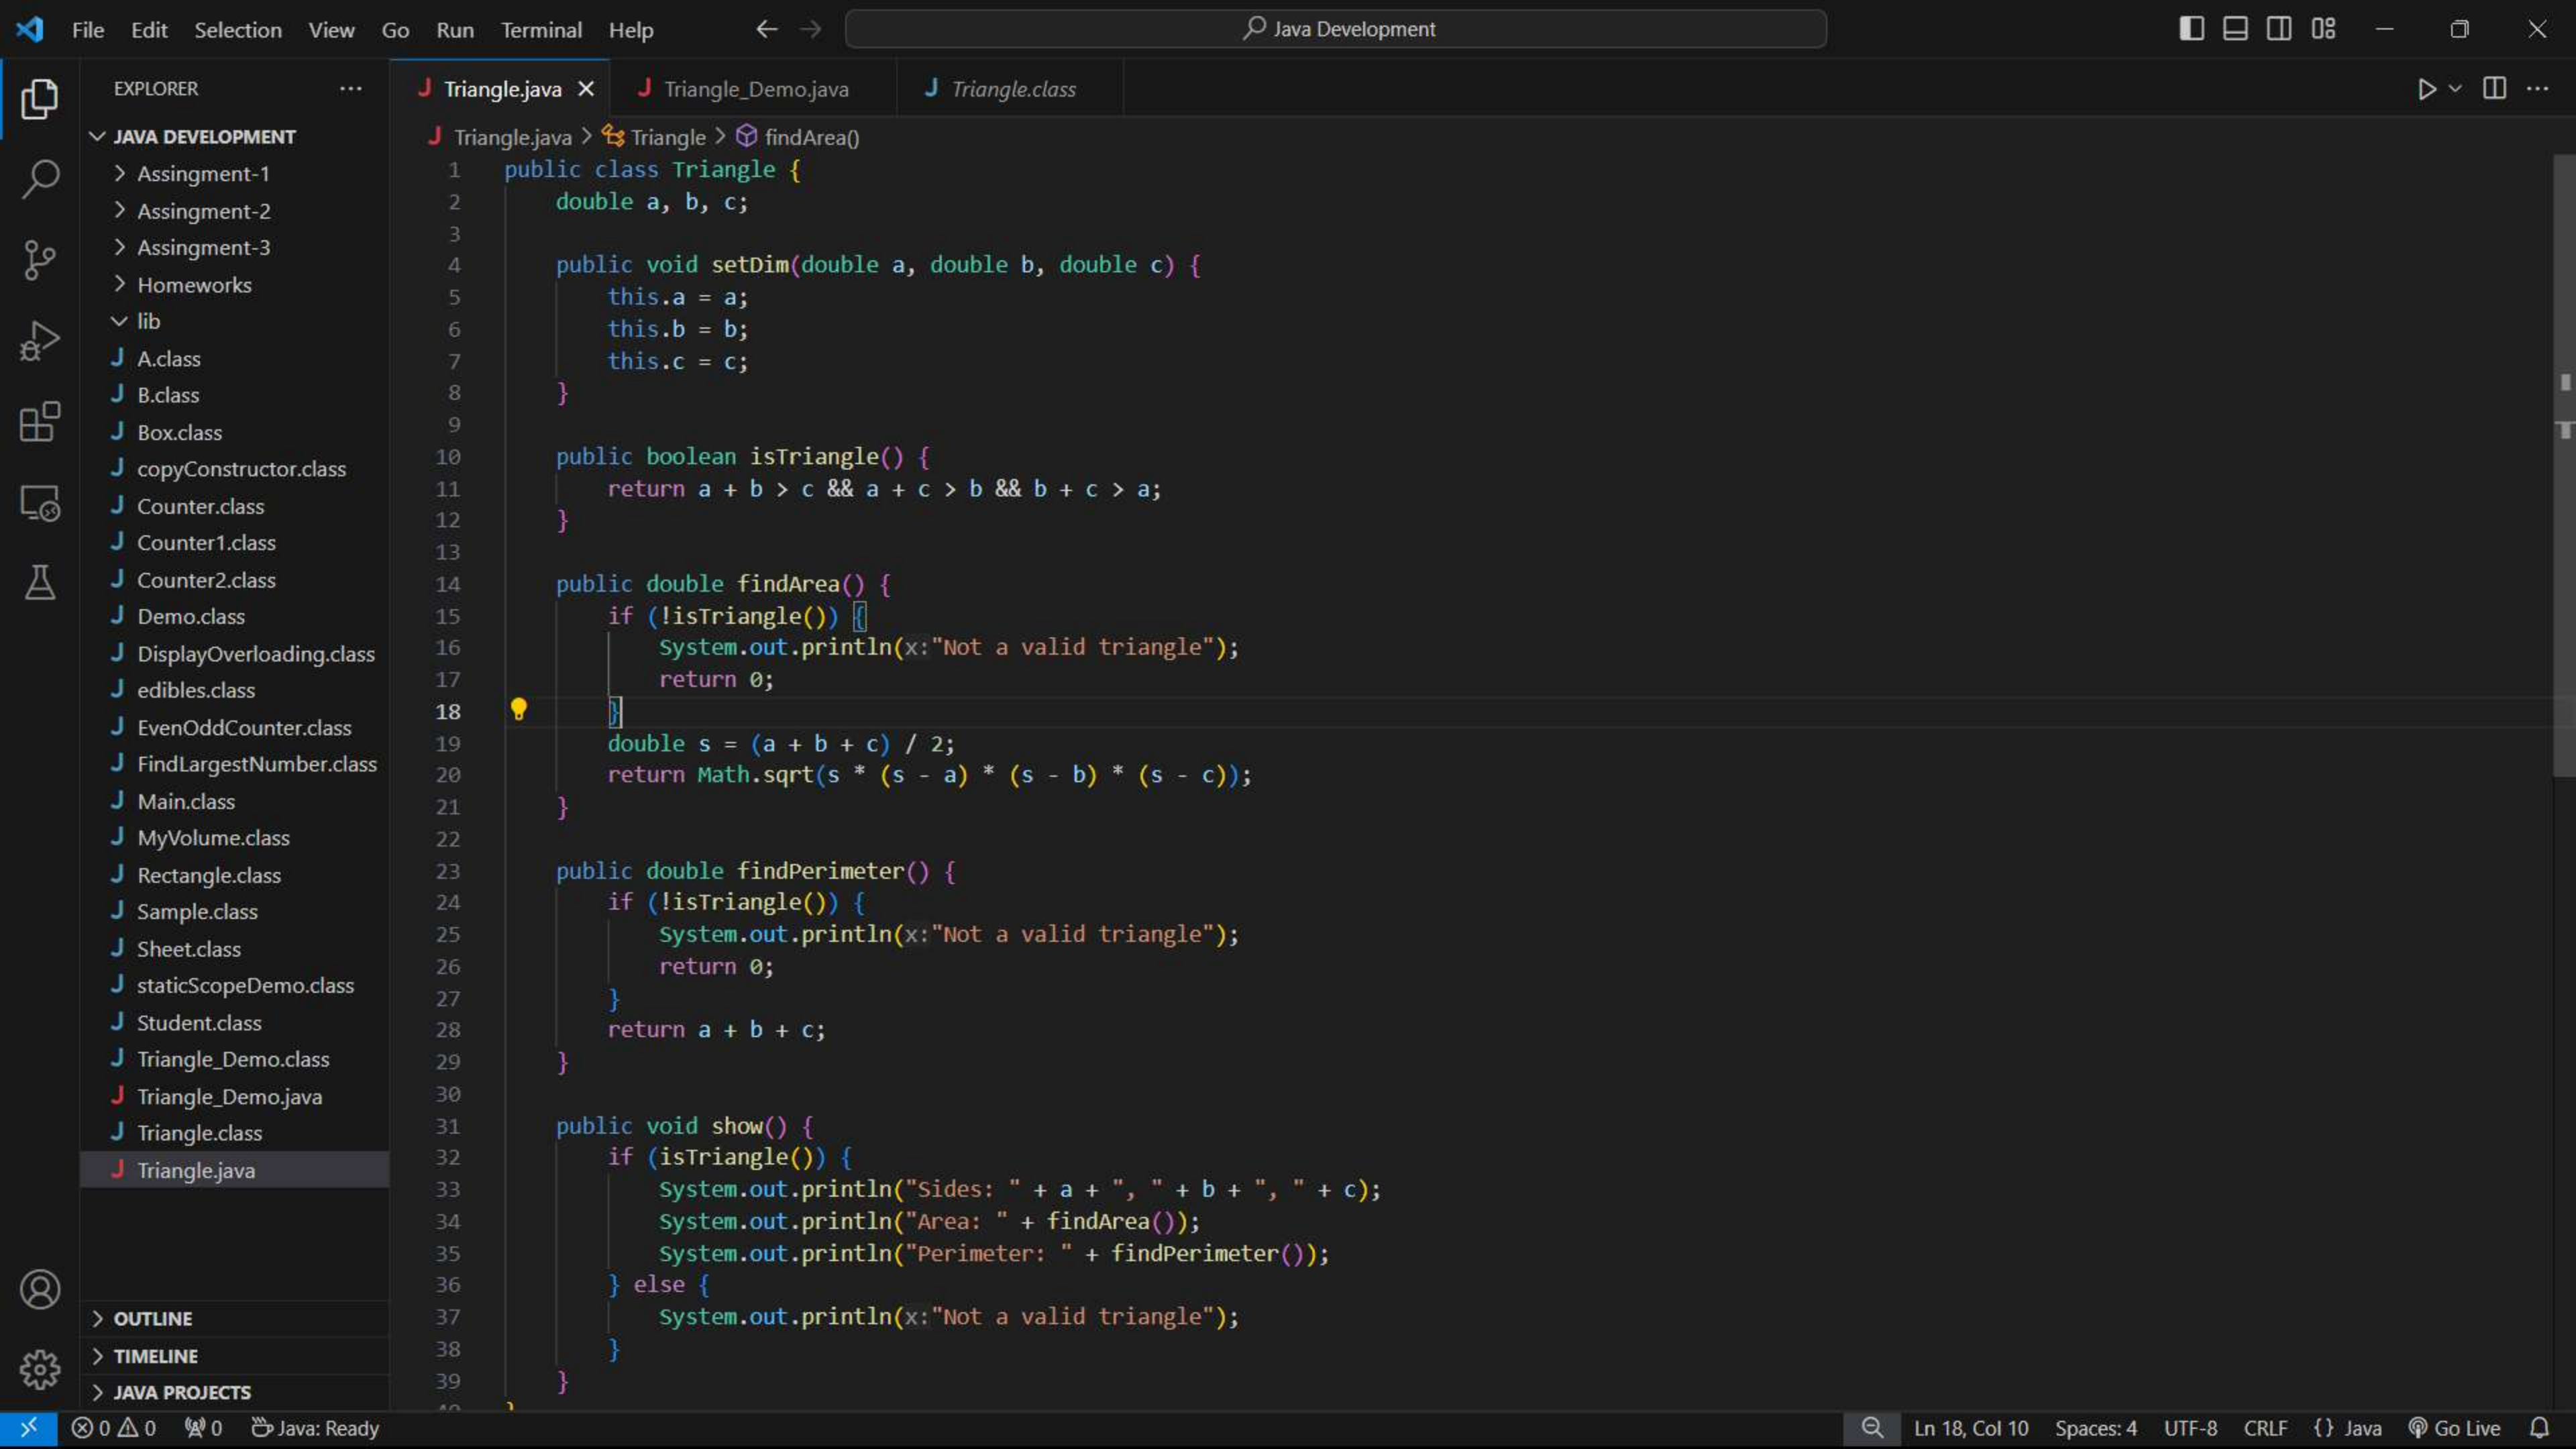 File Edit Selection View Go Run Terminal Help
Java Development
EXPLORER
JAVA DEVELOPMENT
Assingment-1
Assingment-2
Assingment-3
Homeworks
lib
A.class
B.class
Box.class
copyConstructor.class
Counter.class
Counter1.class
Counter2.class
Demo.class
DisplayOverloading.class
edibles.class
EvenOddCounter.class
FindLargestNumber.class
Main.class
MyVolume.class
Rectangle.class
Sample.class
Sheet.class
staticScopeDemo.class
Student.class
Triangle_Demo.class
Triangle_Demo.java
Triangle.class
Triangle.java
OUTLINE
TIMELINE
JAVA PROJECTS
Triangle.java Triangle_Demo.java Triangle.class
Triangle.java > Triangle > findArea()
1 public class Triangle {
2 double a, b, c;
3
4 public void setDim(double a, double b, double c) {
5 this.a = a;
6 this.b = b;
7 this.c = c;
8 }
9
10 public boolean isTriangle() {
11 return a + b > c && a + c > b && b + c > a;
12 }
13
14 public double findArea() {
15 if (!isTriangle()) {
16 System.out.println(x:"Not a valid triangle");
17 return 0;
18 }
19 double s = (a + b + c) / 2;
20 return Math.sqrt(s * (s - a) * (s - b) * (s - c));
21 }
22
23 public double findPerimeter() {
24 if (!isTriangle()) {
25 System.out.println(x:"Not a valid triangle");
26 return 0;
27 }
28 return a + b + c;
29 }
30
31 public void show() {
32 if (isTriangle()) {
33 System.out.println("Sides: " + a + ", " + b + ", " + c);
34 System.out.println("Area: " + findArea());
35 System.out.println("Perimeter: " + findPerimeter());
36 } else {
37 System.out.println(x:"Not a valid triangle");
38 }
39 }
0 0 0 Java: Ready Ln 18, Col 10 Spaces: 4 UTF-8 CRLF {} Java Go Live